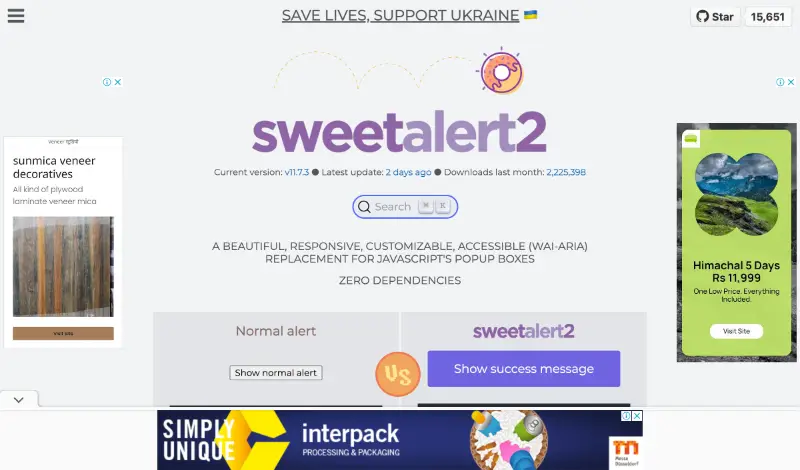 SAVE LIVES, SUPPORT UKRAINE
Star
15,651
sweetalert2
Current version: v11.7.3 ● Latest update: 2 days ago ● Downloads last month: 2,225,398
Search ⌘ K
A BEAUTIFUL, RESPONSIVE, CUSTOMIZABLE, ACCESSIBLE (WAI-ARIA)
REPLACEMENT FOR JAVASCRIPT'S POPUP BOXES
ZERO DEPENDENCIES
Veneer
sunmica veneer
decoratives
All kind of plywood
laminate veneer mica
Visit Site
Himachal 5 Days
Rs 11,999
One Low Price. Everything
Included.
Visit Site
Normal alert
Show normal alert
VS
sweetalert2
Show success message
SIMPLY
UNIQUE
interpack
PROCESSING & PACKAGING
Messe
Düsseldorf